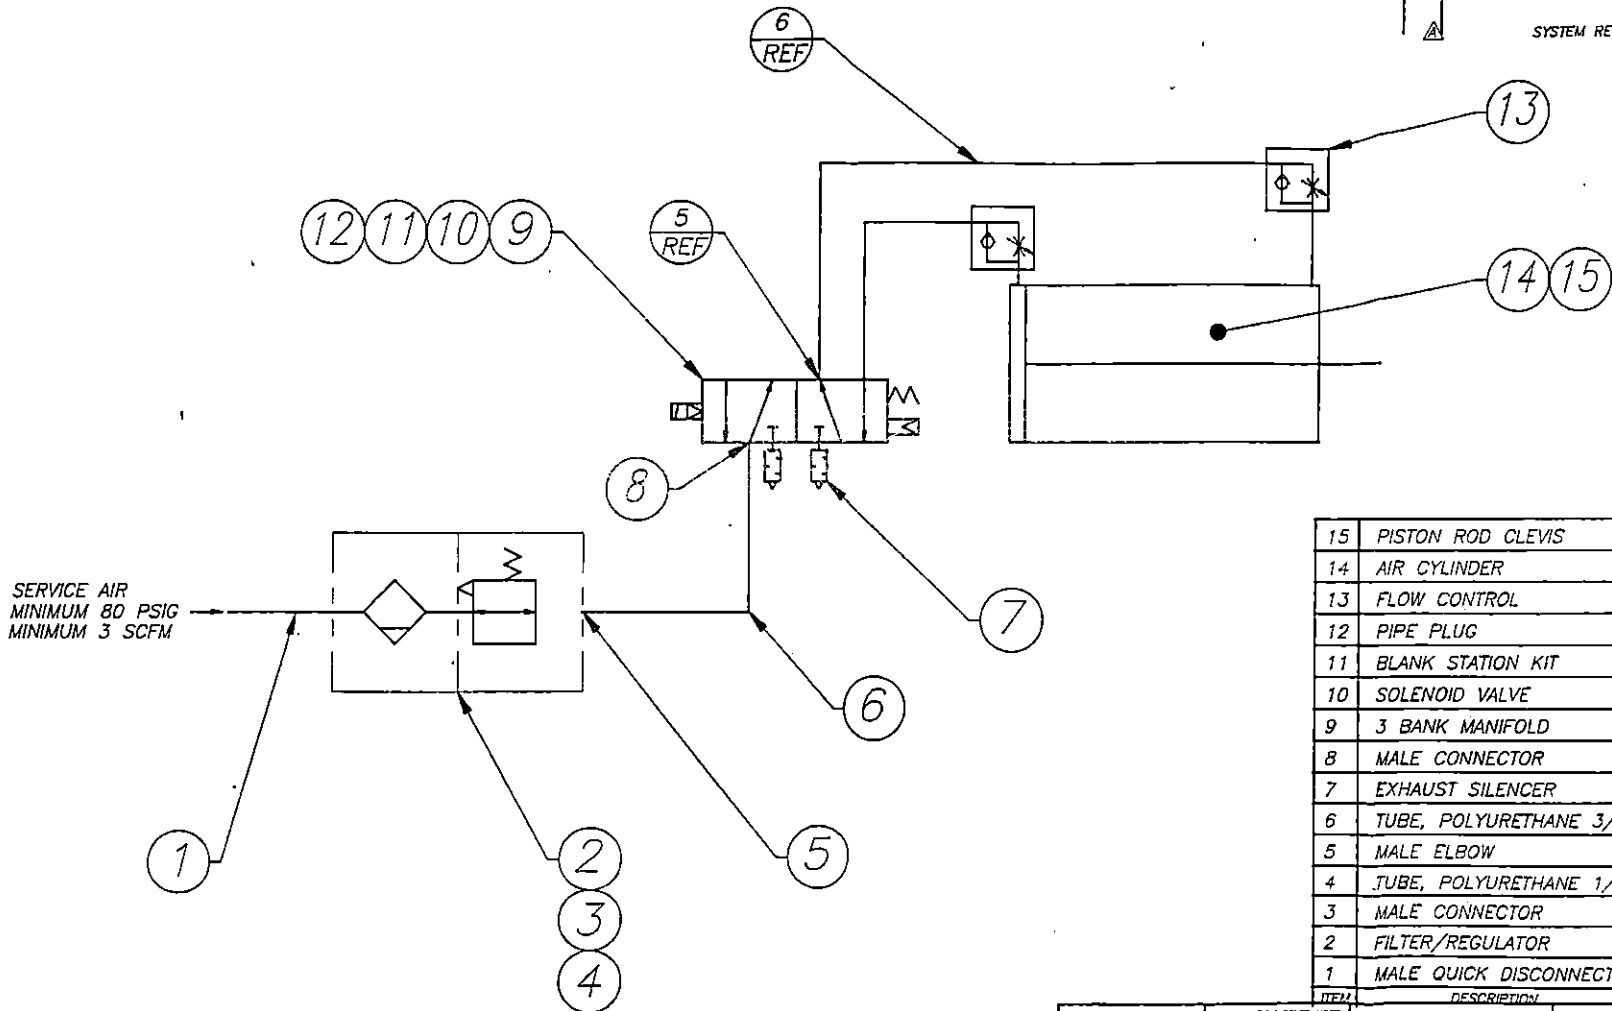 6
REF
A
SYSTEM RE
13
12 11 10 9
5
REF
14 15
8
SERVICE AIR
MINIMUM 80 PSIG
MINIMUM 3 SCFM
7
6
1
2
5
3
4
15 PISTON ROD CLEVIS
14 AIR CYLINDER
13 FLOW CONTROL
12 PIPE PLUG
11 BLANK STATION KIT
10 SOLENOID VALVE
9 3 BANK MANIFOLD
8 MALE CONNECTOR
7 EXHAUST SILENCER
6 TUBE, POLYURETHANE 3/
5 MALE ELBOW
4 TUBE, POLYURETHANE 1/
3 MALE CONNECTOR
2 FILTER/REGULATOR
1 MALE QUICK DISCONNECT
ITEM DESCRIPTION